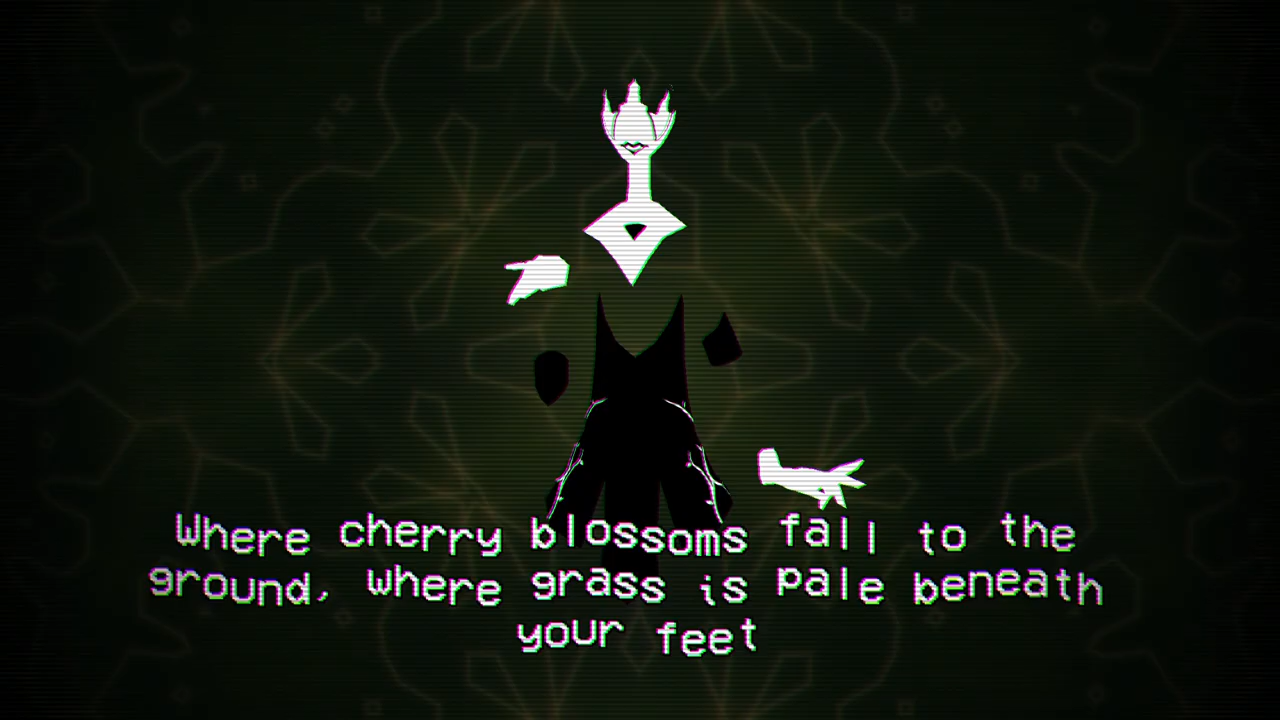 Where cherry blossoms fall to the
ground, where grass is pale beneath
your feet